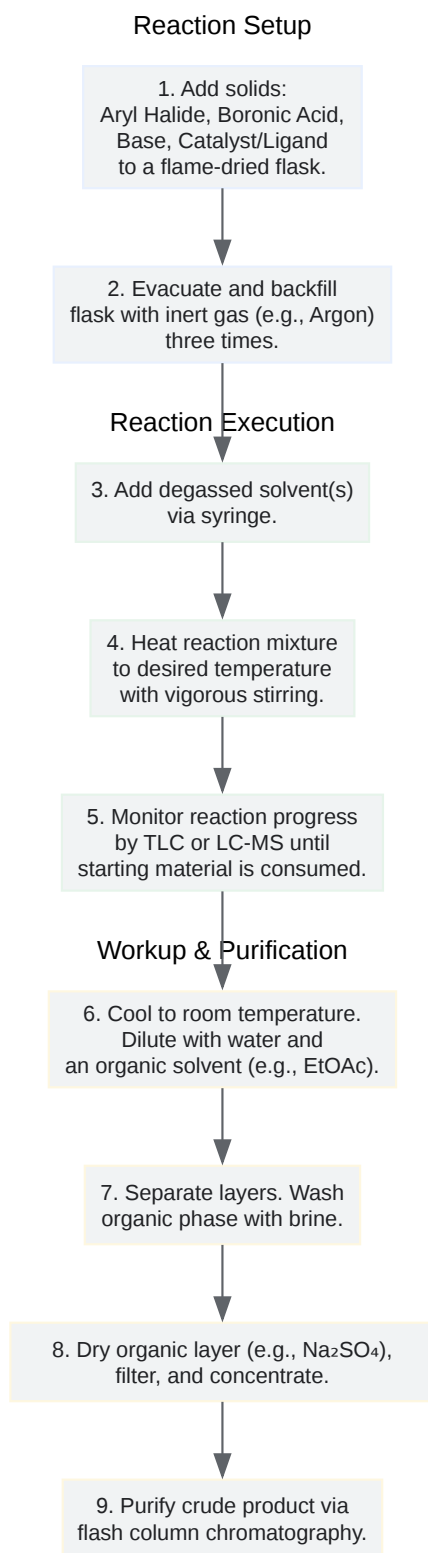 Reaction Setup
1. Add solids:
Aryl Halide, Boronic Acid,
Base, Catalyst/Ligand
to a flame-dried flask.
2. Evacuate and backfill
flask with inert gas (e.g., Argon)
three times.
Reaction Execution
3. Add degassed solvent(s)
via syringe.
4. Heat reaction mixture
to desired temperature
with vigorous stirring.
5. Monitor reaction progress
by TLC or LC-MS until
starting material is consumed.
Workup & Purification
6. Cool to room temperature.
Dilute with water and
an organic solvent (e.g., EtOAc).
7. Separate layers. Wash
organic phase with brine.
8. Dry organic layer (e.g., Na₂SO₄),
filter, and concentrate.
9. Purify crude product via
flash column chromatography.